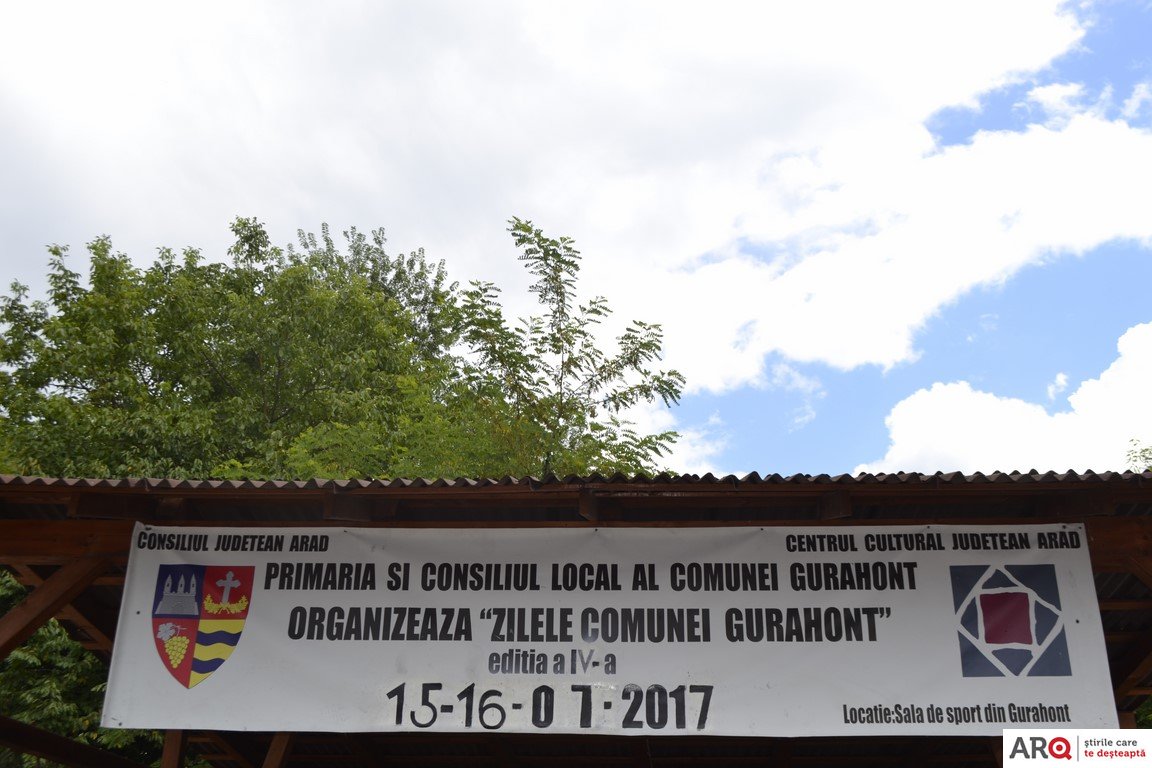 CONSILIUL JUDETEAN ARAD
CENTRUL CULTURAL JUDETEAN ARAD
PRIMARIA SI CONSILIUL LOCAL AL COMUNEI GURAHONT
ORGANIZEAZA "ZILELE COMUNEI GURAHONT"
editia a IV-a
15-16-07-2017
Locatie:Sala de sport din Gurahont
ARQ știrile care
te deșteaptă